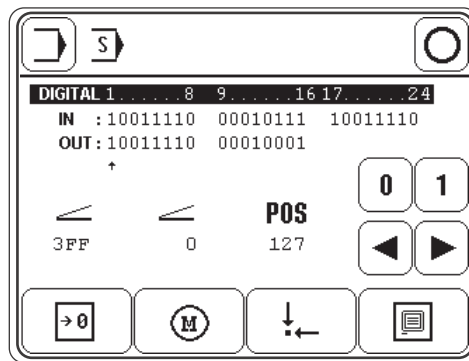 S
DIGITAL 1......8 9......16 17......24
IN :10011110 00010111 10011110
OUT:10011110 00010001
0 1
POS
3FF 0 127
→0 M